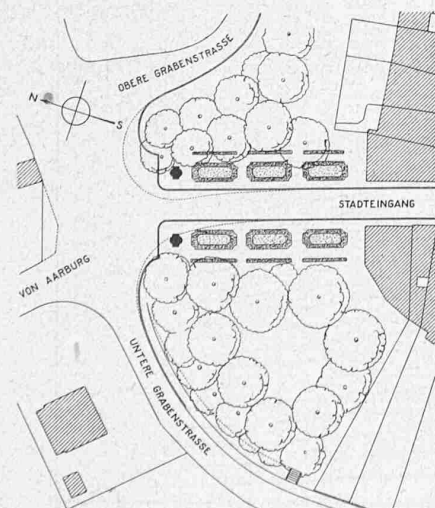 OBERE GRABENSTRASSE
N
S
STADTEINGANG
VON AARBURG
UNTERE GRABENSTRASSE